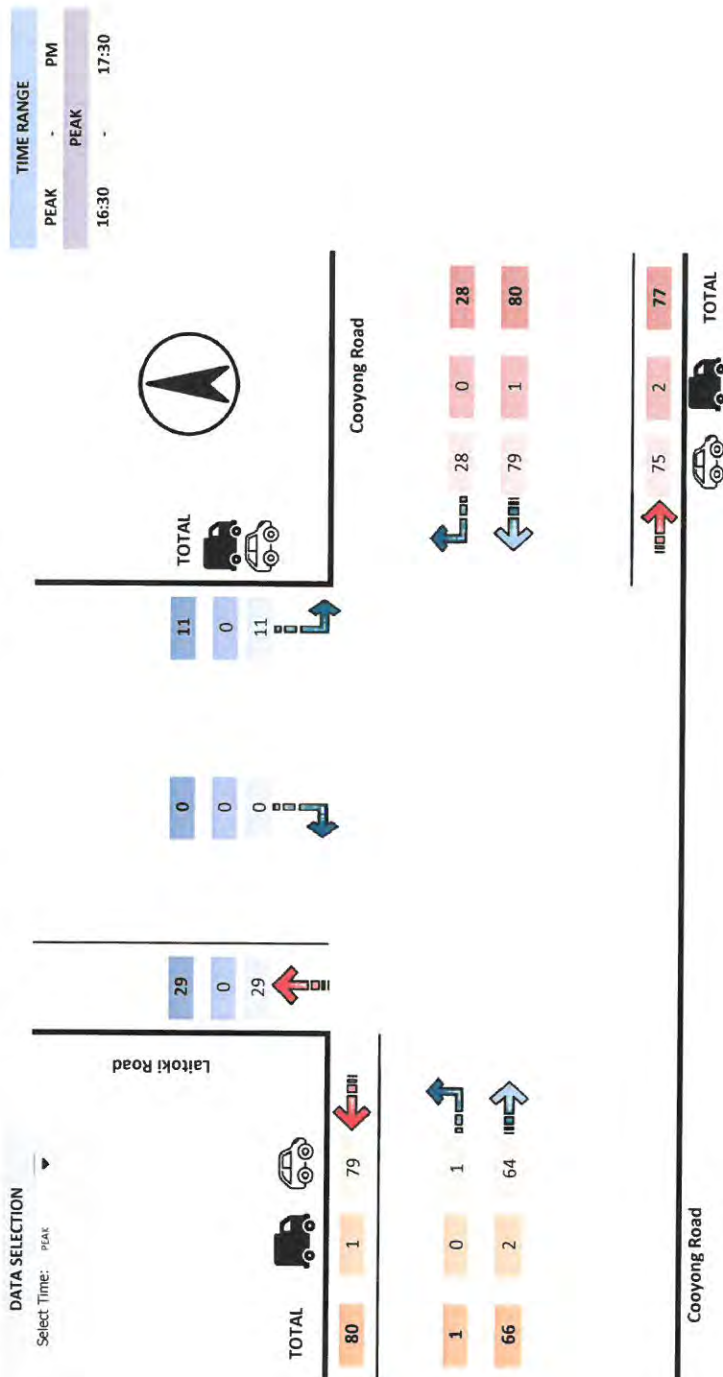 DATA SELECTION
Select Time: PEAK
TIME RANGE
PEAK - PM
PEAK
16:30 - 17:30
Laitoki Road
TOTAL
29 0 11
0 0 0
29 0 11
TOTAL
80 1 79
1 0 1
66 2 64
Cooyong Road
28 0 28
79 1 80
75 2 77
TOTAL
Cooyong Road